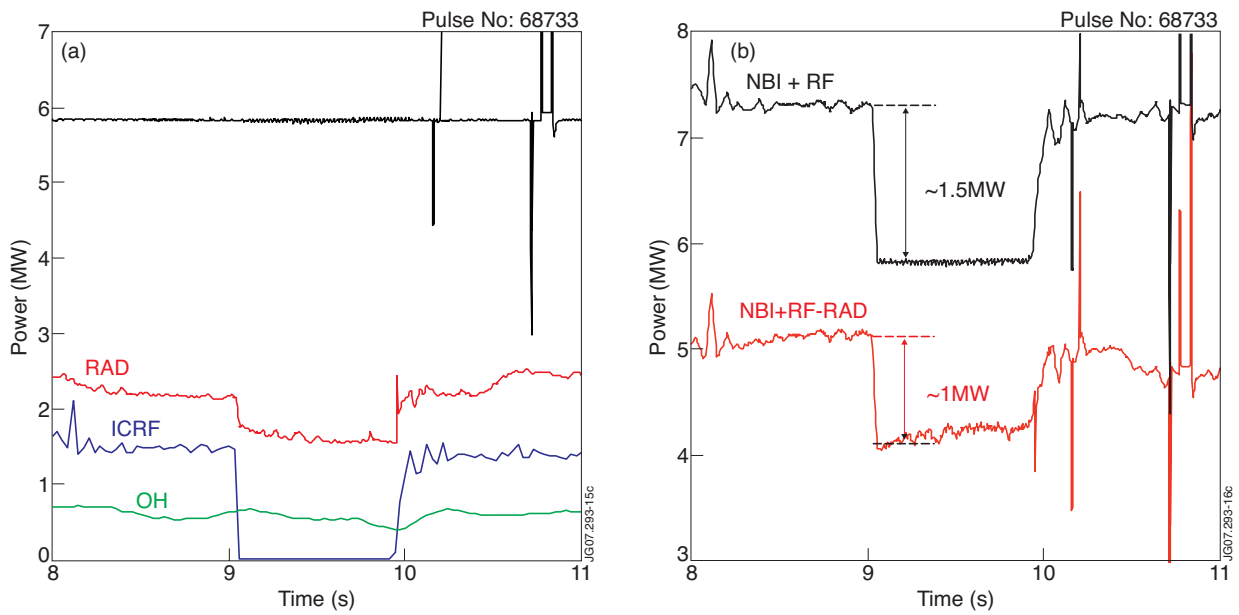 Pulse No: 68733
(a)
7
6
5
4
3
2
1
0
Power (MW)
RAD
ICRF
OH
8
9
10
11
Time (s)
JG07.293-15c
Pulse No: 68733
(b)
8
7
6
5
4
3
Power (MW)
NBI + RF
~1.5MW
NBI+RF-RAD
~1MW
8
9
10
11
Time (s)
JG07.293-16c